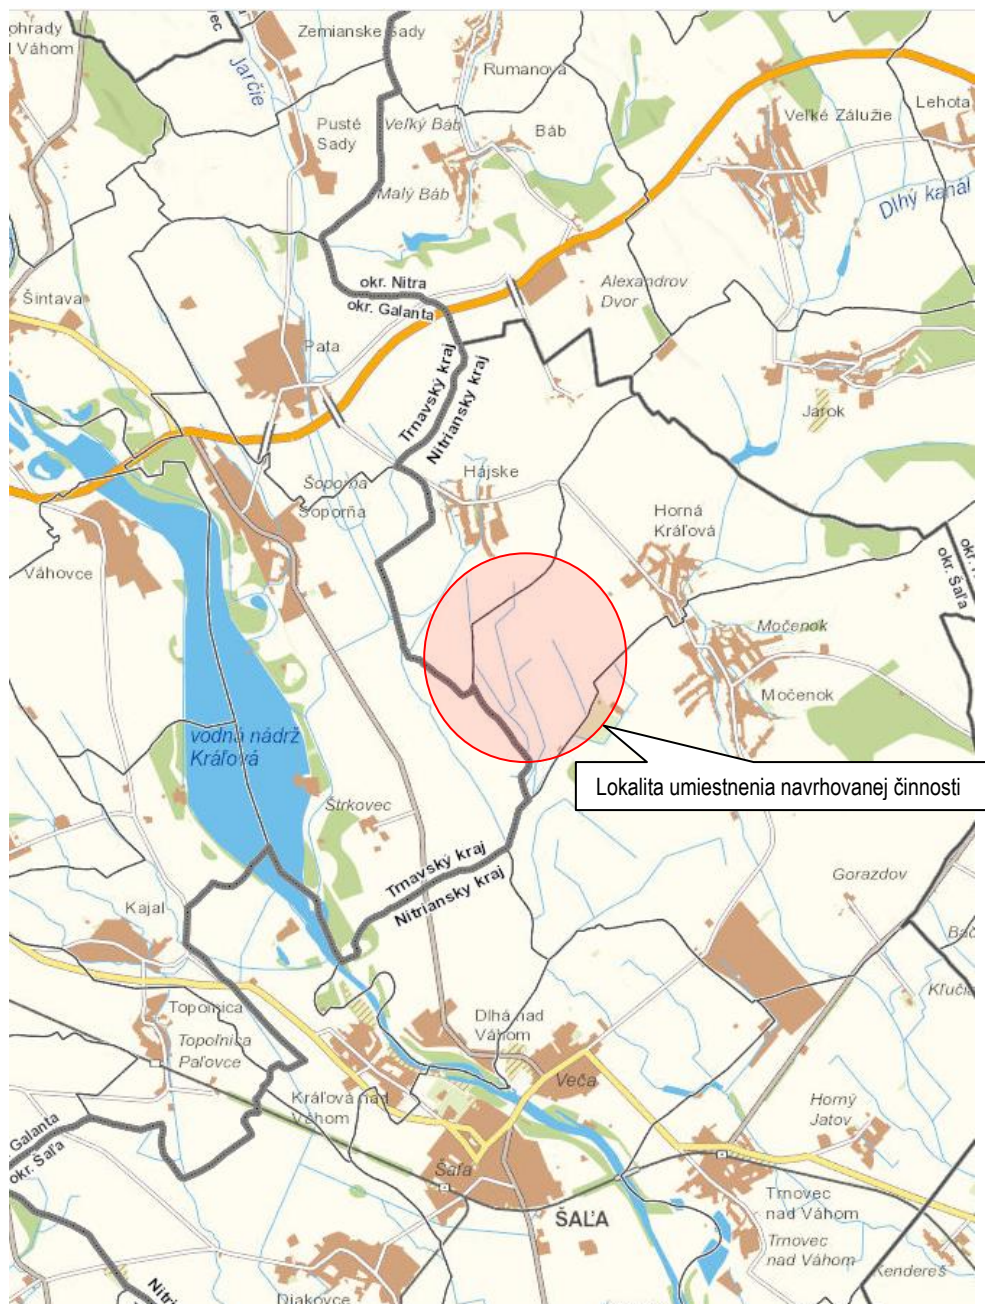 ohrady
Váhom
vec
Zemianske Sady
Jarčie
Rumanová
Pusté
Sady
Veľký Báb
Báb
Veľké Zálužie
Lehota
Malý Báb
Dlhý kanál
Šintava
okr. Nitra
okr. Galanta
Alexandrov
Dvor
Pata
Trnavský kraj
Nitriansky kraj
Jarok
Šoporňa
Šoporňa
Hájske
Horná
Kráľová
Váhovce
okr. Šaľa
Močenok
Močenok
vodná nádrž
Kráľová
Lokalita umiestnenia navrhovanej činnosti
Štrkovec
Trnavský kraj
Nitriansky kraj
Gorazdov
Kajal
Topoľnica
Topoľnica
Paľovce
Dlhá nad
Váhom
Veča
Kráľová nad
Váhom
Horný
Jatov
Galanta
okr. Šaľa
Šaľa
ŠAĽA
Trnovec
nad Váhom
Trnovec
nad Váhom
Kendereš
Diakovce